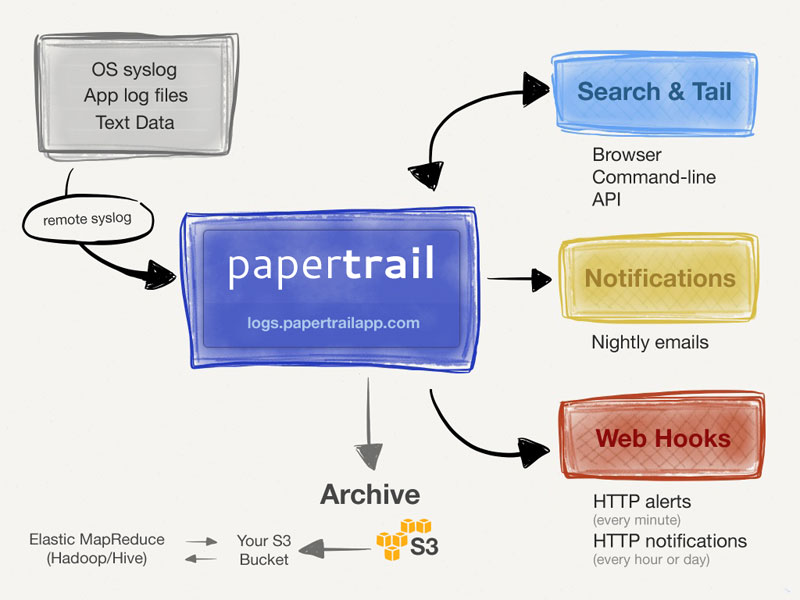 OS syslog
App log files
Text Data
remote syslog
papertrail
logs.papertrailapp.com
Search & Tail
Browser
Command-line
API
Notifications
Nightly emails
Web Hooks
HTTP alerts
(every minute)
HTTP notifications
(every hour or day)
Archive
S3
Your S3
Bucket
Elastic MapReduce
(Hadoop/Hive)